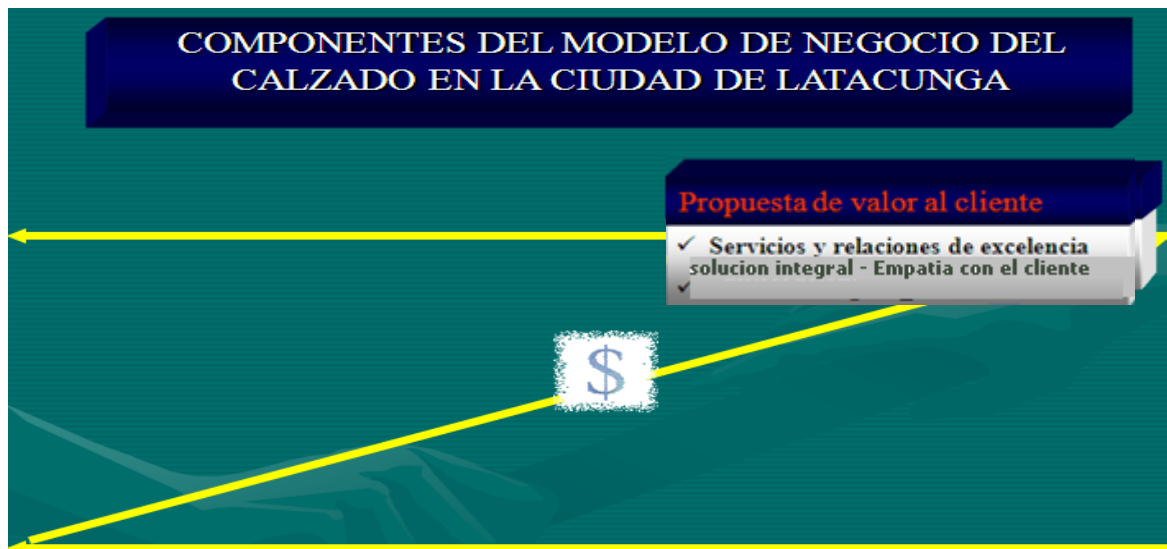 COMPONENTES DEL MODELO DE NEGOCIO DEL
CALZADO EN LA CIUDAD DE LATACUNGA
Propuesta de valor al cliente
✓ Servicios y relaciones de excelencia
solucion integral - Empatia con el cliente
✓
$